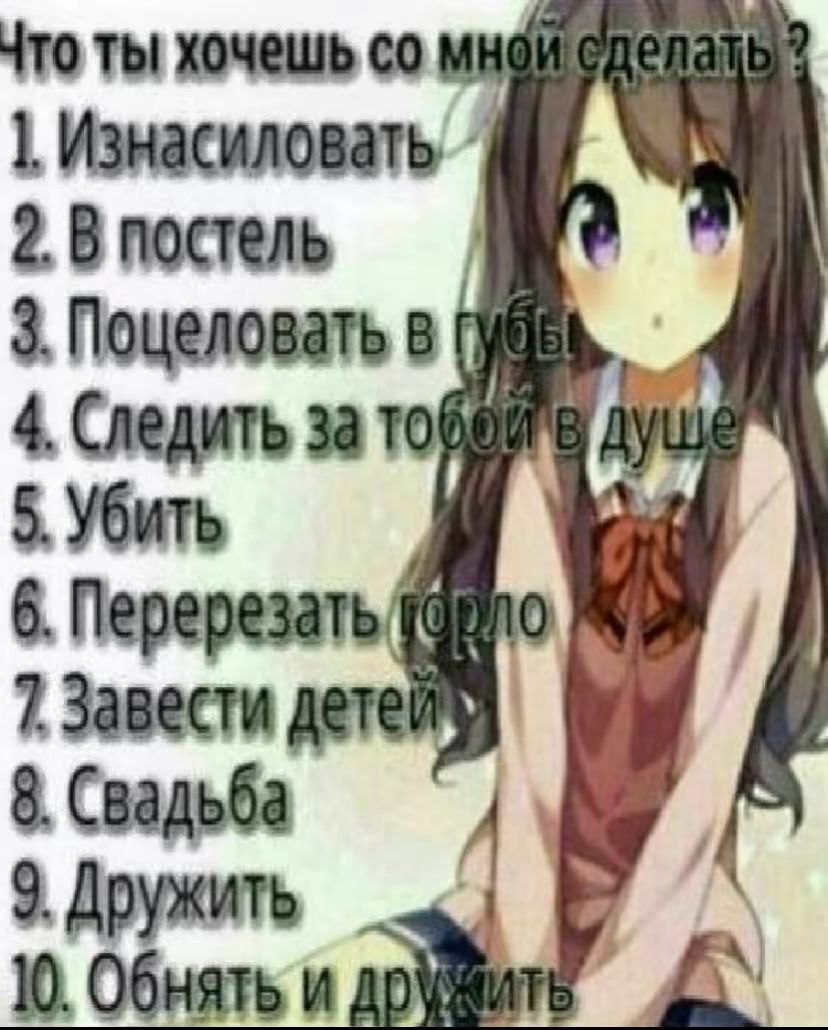 Что ты хочешь со мной сделать ?
1. Изнасиловать
2. В постель
3. Поцеловать в губы
4. Следить за тобой в душе
5. Убить
6. Перерезать горло
7. Завести детей
8. Свадьба
9. Дружить
10. Обнять и дружить